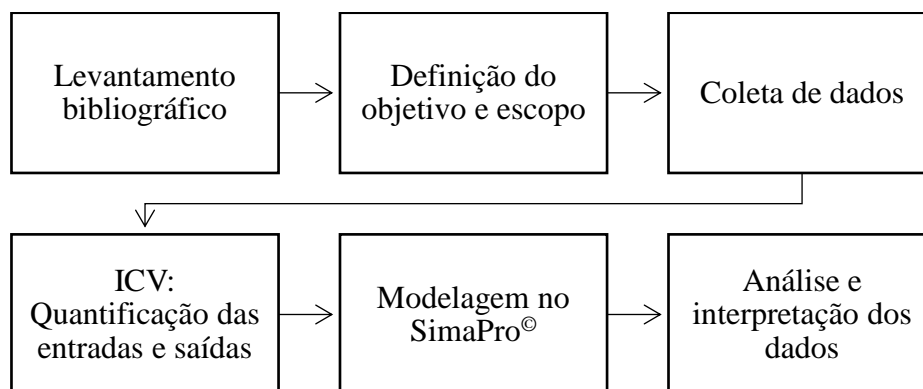 Levantamento
bibliográfico
Definição do
objetivo e escopo
Coleta de dados
ICV:
Quantificação das
entradas e saídas
Modelagem no
SimaPro©
Análise e
interpretação dos
dados